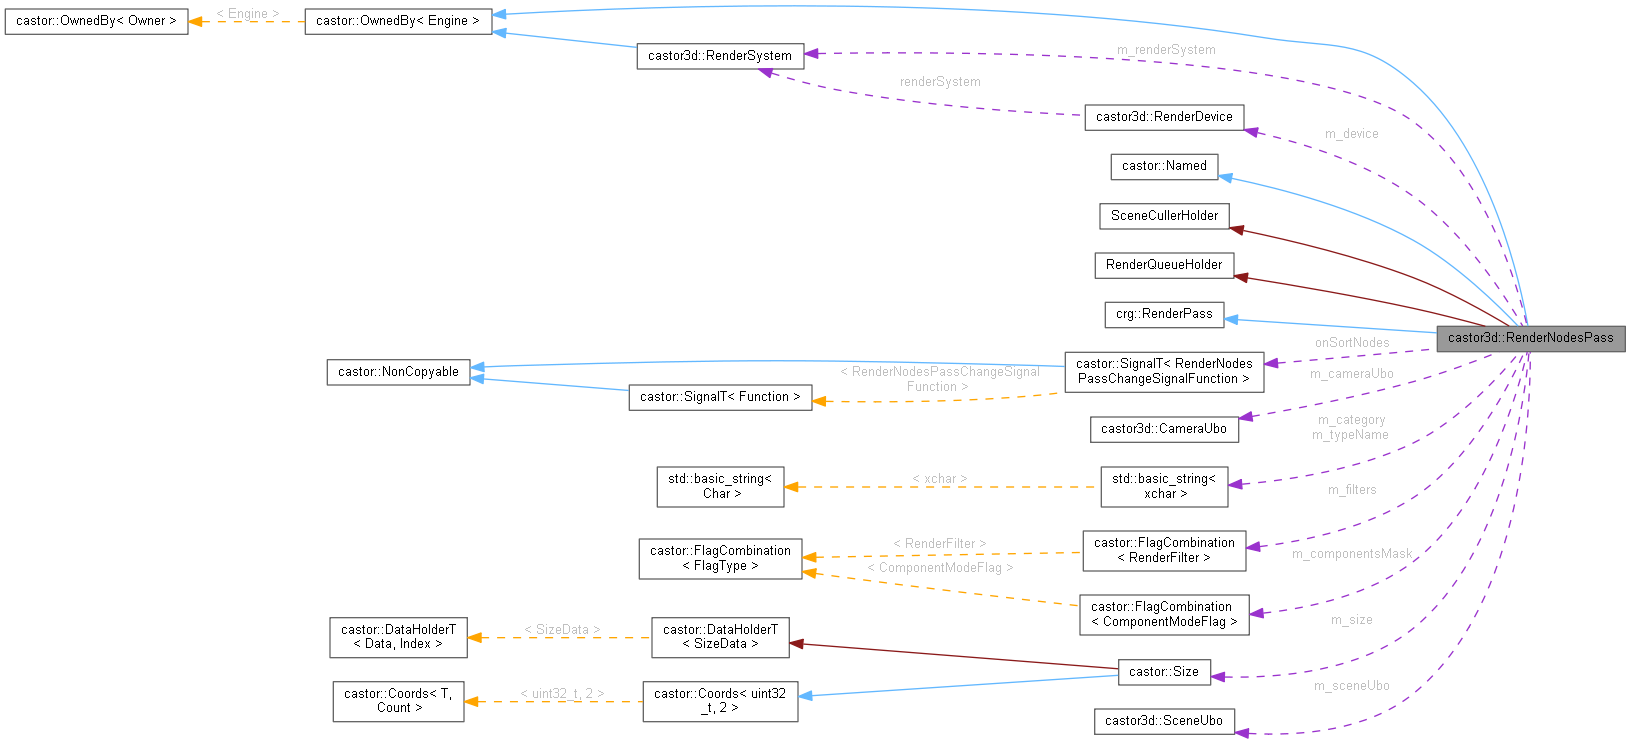 castor::OwnedBy< Owner >
< Engine >
castor::OwnedBy< Engine >
castor3d::RenderSystem
m_renderSystem
renderSystem
castor3d::RenderDevice
m_device
castor::Named
SceneCullerHolder
RenderQueueHolder
crg::RenderPass
castor3d::RenderNodesPass
onSortNodes
castor::NonCopyable
castor::SignalT< Function >
< RenderNodesPassChangeSignal
Function >
castor::SignalT< RenderNodes
PassChangeSignalFunction >
m_cameraUbo
castor3d::CameraUbo
m_category
m_typeName
std::basic_string<
Char >
< xchar >
std::basic_string<
xchar >
m_filters
castor::FlagCombination
< FlagType >
< RenderFilter >
castor::FlagCombination
< RenderFilter >
m_componentsMask
< ComponentModeFlag >
castor::FlagCombination
< ComponentModeFlag >
m_size
castor::DataHolderT
< Data, Index >
< SizeData >
castor::DataHolderT
< SizeData >
castor::Size
castor::Coords< T,
Count >
< uint32_t, 2 >
castor::Coords< uint32
_t, 2 >
m_sceneUbo
castor3d::SceneUbo